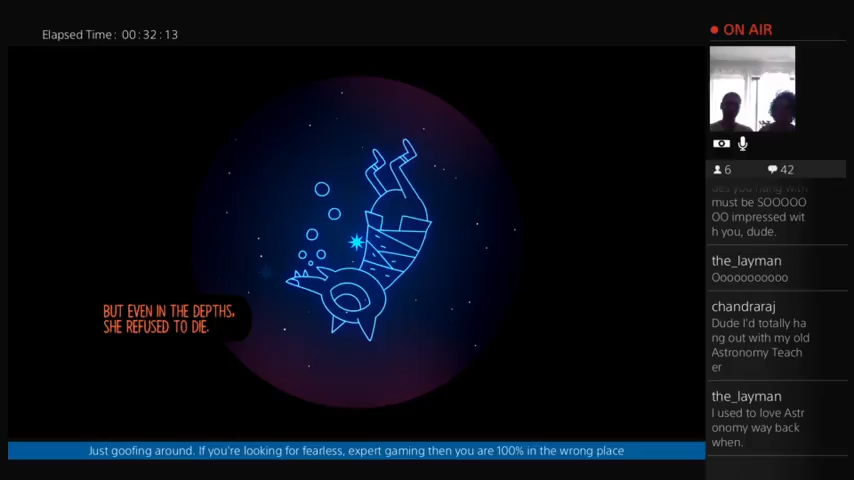 Elapsed Time: 00:32:13
ON AIR
6
42
des you hang with
must be SOOOOO
OO impressed wit
h you, dude.
the_layman
Oooooooooo
chandraraj
Dude I'd totally ha
ng out with my old
Astronomy Teach
er
the_layman
I used to love Astr
onomy way back
when.
BUT EVEN IN THE DEPTHS,
SHE REFUSED TO DIE.
Just goofing around. If you're looking for fearless, expert gaming then you are 100% in the wrong place